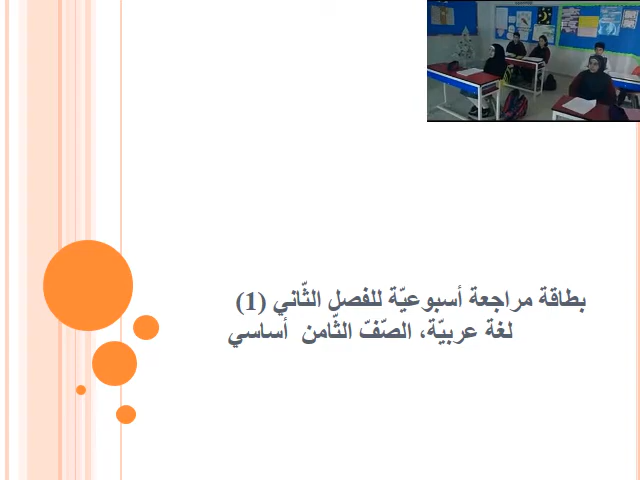 بطاقة مراجعة أسبوعيّة للفصل الثّاني (1)
لغة عربيّة، الصّفّ الثّامن أساسي